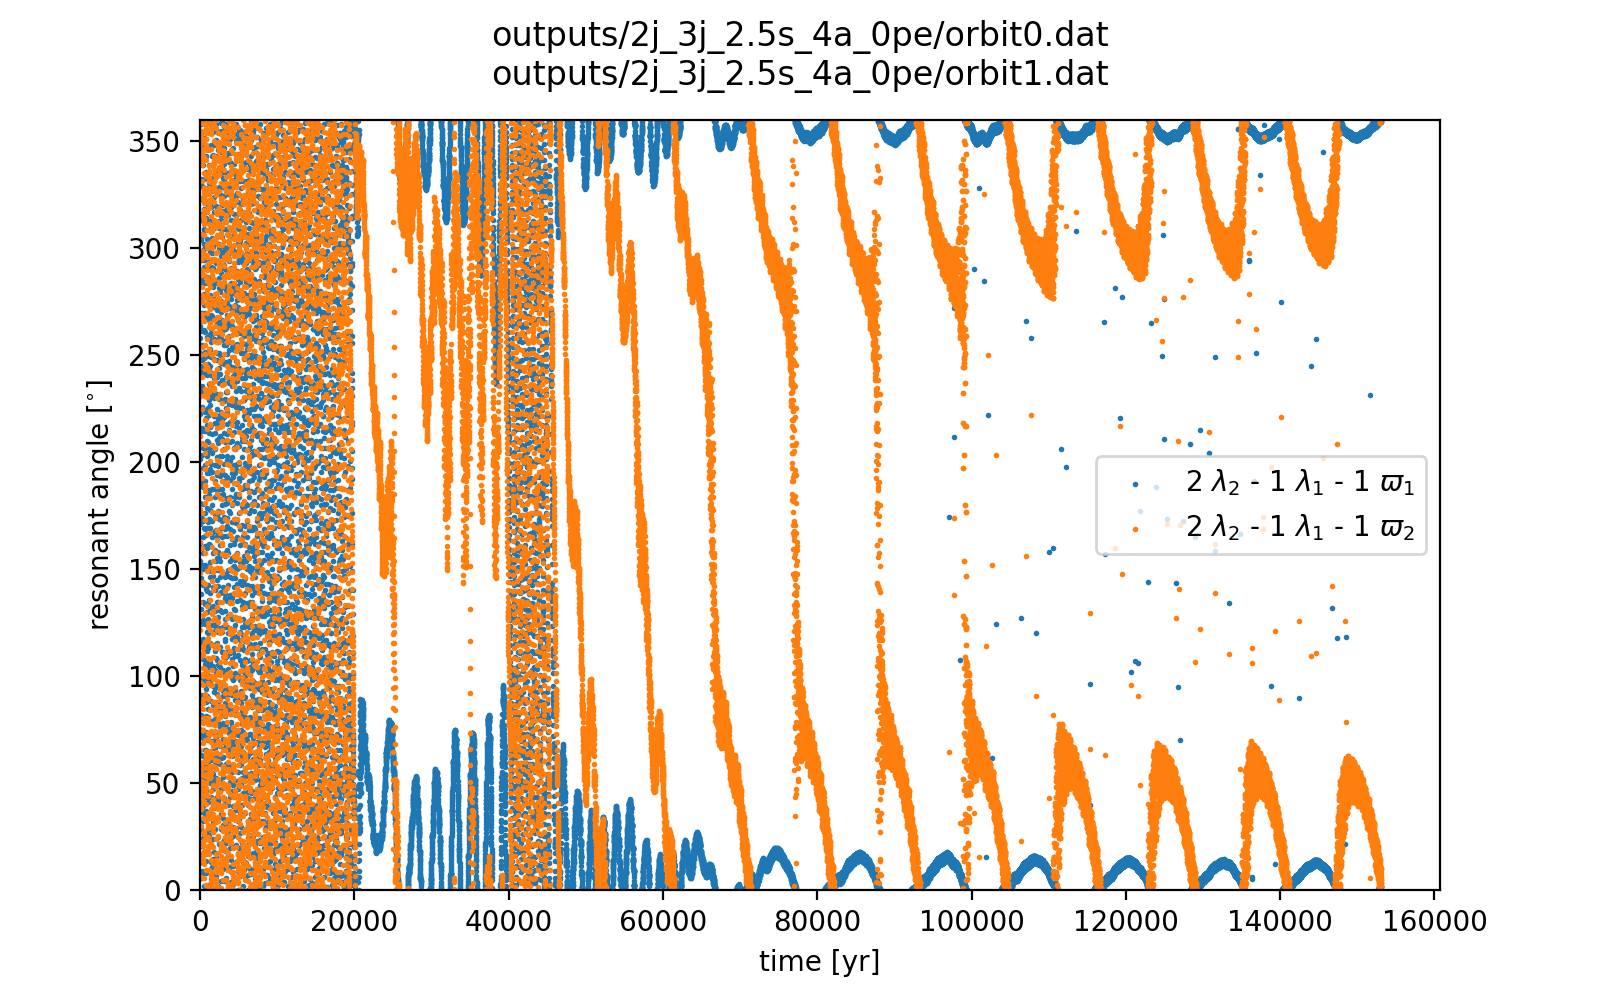 outputs/2j_3j_2.5s_4a_0pe/orbit0.dat
outputs/2j_3j_2.5s_4a_0pe/orbit1.dat
350
300
250
200
150
100
50
0
resonant angle [°]
2 λ₂ - 1 λ₁ - 1 ϖ₁
2 λ₂ - 1 λ₁ - 1 ϖ₂
0 20000 40000 60000 80000 100000 120000 140000 160000
time [yr]